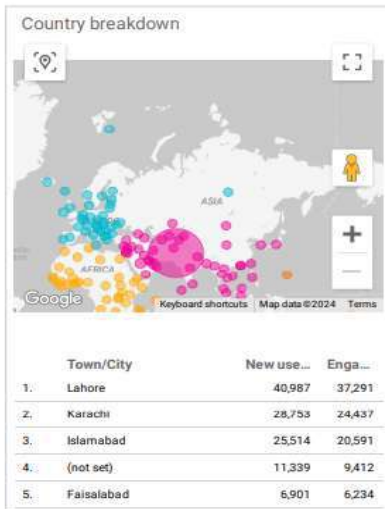 Country breakdown
ASIA
AFRICA
Google
Keyboard shortcuts Map data ©2024 Terms
Town/City New use... Enga...
1. Lahore 40,987 37,291
2. Karachi 28,753 24,437
3. Islamabad 25,514 20,591
4. (not set) 11,339 9,412
5. Faisalabad 6,901 6,234